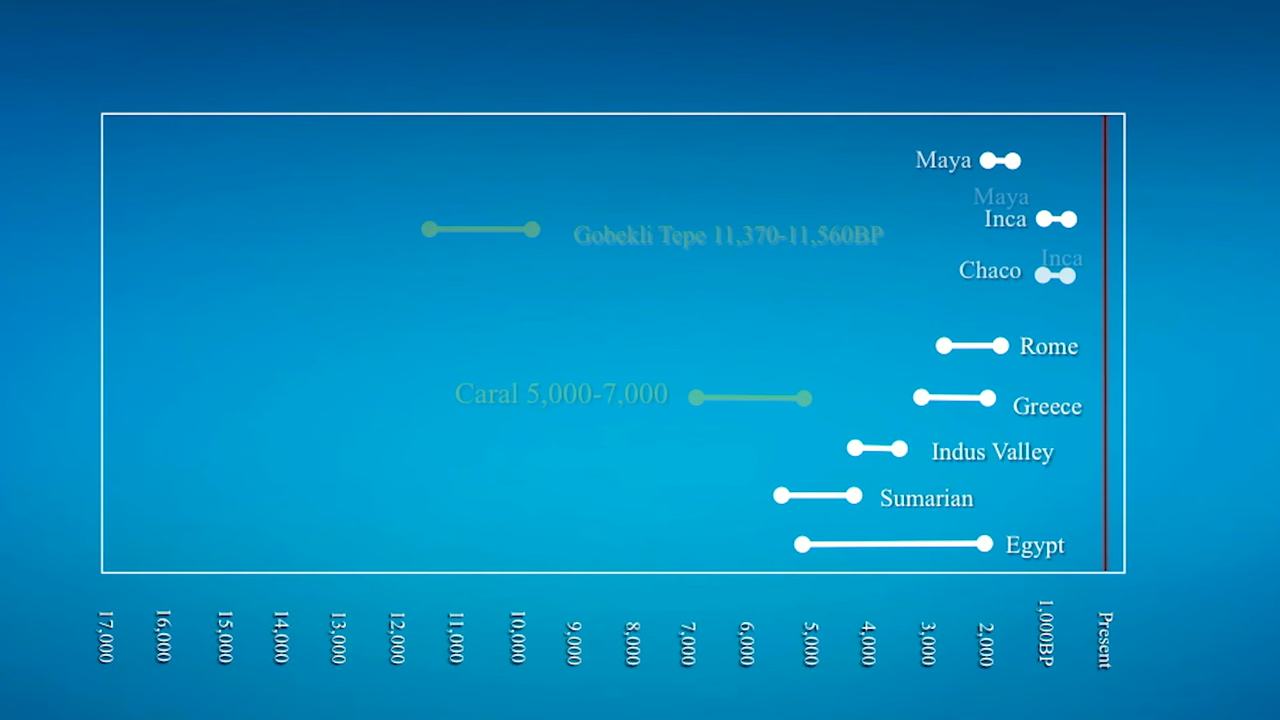 Maya
Maya
Inca
Gobekli Tepe 11,370-11,560BP
Inca
Chaco
Rome
Caral 5,000-7,000
Greece
Indus Valley
Sumarian
Egypt
17,000
16,000
15,000
14,000
13,000
12,000
11,000
10,000
9,000
8,000
7,000
6,000
5,000
4,000
3,000
2,000
1,000BP
Present